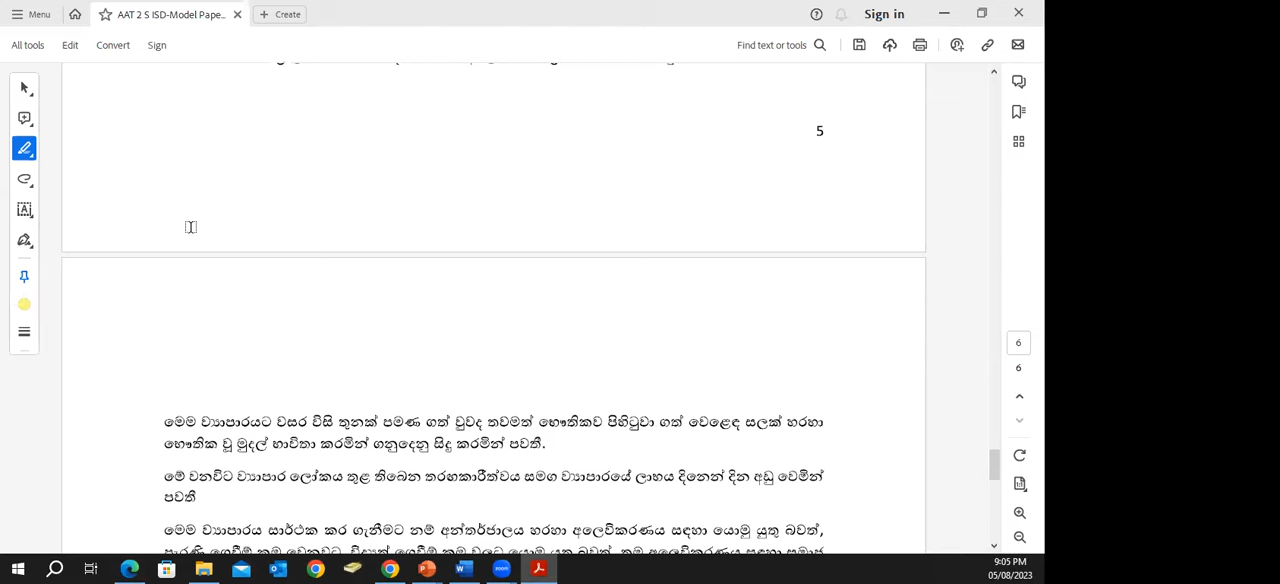 Menu
AAT 2 S ISD-Model Pape...
Create
Sign in
All tools
Edit
Convert
Sign
Find text or tools
5
මෙම ව්‍යාපාරයට වසර විසි තුනක් පමණ ගත් වුවද තවමත් භෞතිකව පිහිටුවා ගත් වෙළෙඳ සලක් හරහා
භෞතික වූ මුදල් භාවිතා කරමින් ගනුදෙනු සිදු කරමින් පවතී.
මේ වනවිට ව්‍යාපාර ලෝකය තුළ තිබෙන තරඟකාරීත්වය සමග ව්‍යාපාරයේ ලාභය දිනෙන් දින අඩු වෙමින්
පවතී
මෙම ව්‍යාපාරය සාර්ථක කර ගැනීමට නම් අන්තර්ජාලය හරහා අලෙවිකරණය සඳහා යොමු යුතු බවත්,
6
6
9:05 PM
05/08/2023